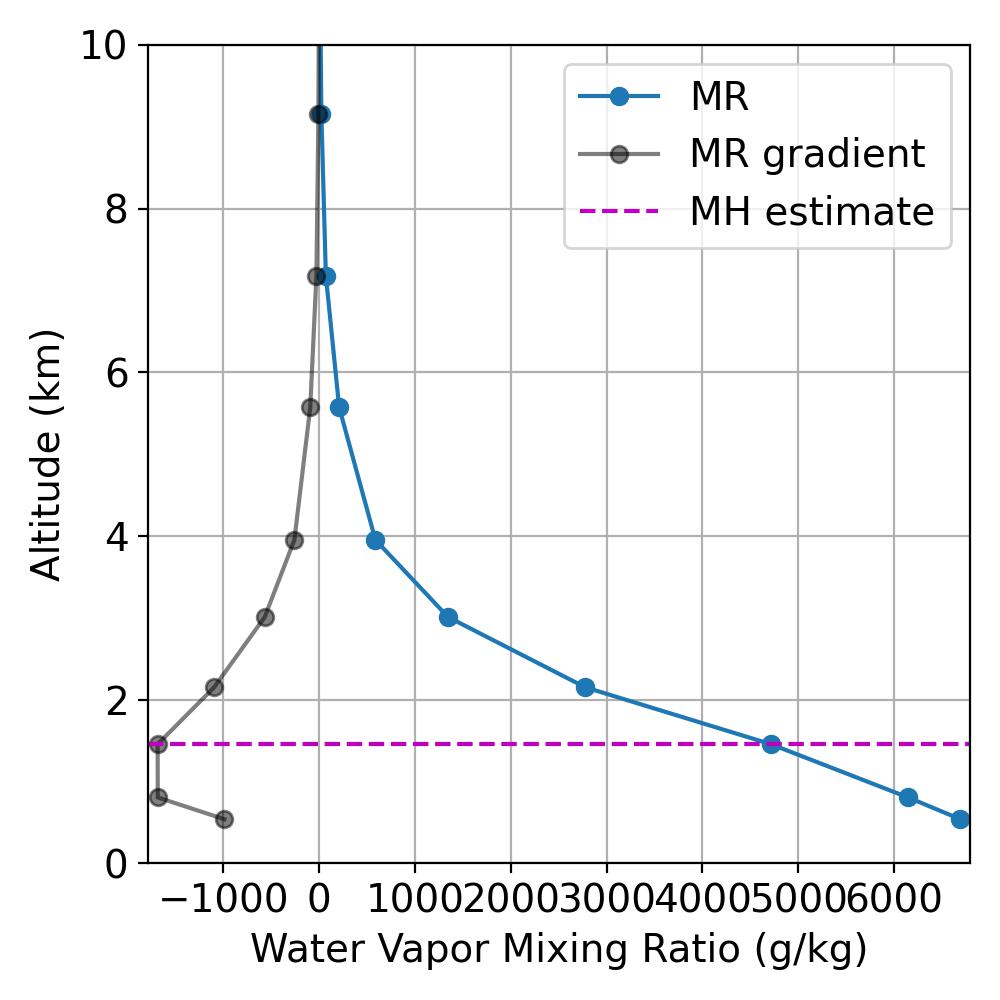 10
8
6
4
2
0
Altitude (km)
MR
MR gradient
MH estimate
−1000 0 1000 2000 3000 4000 5000 6000
Water Vapor Mixing Ratio (g/kg)